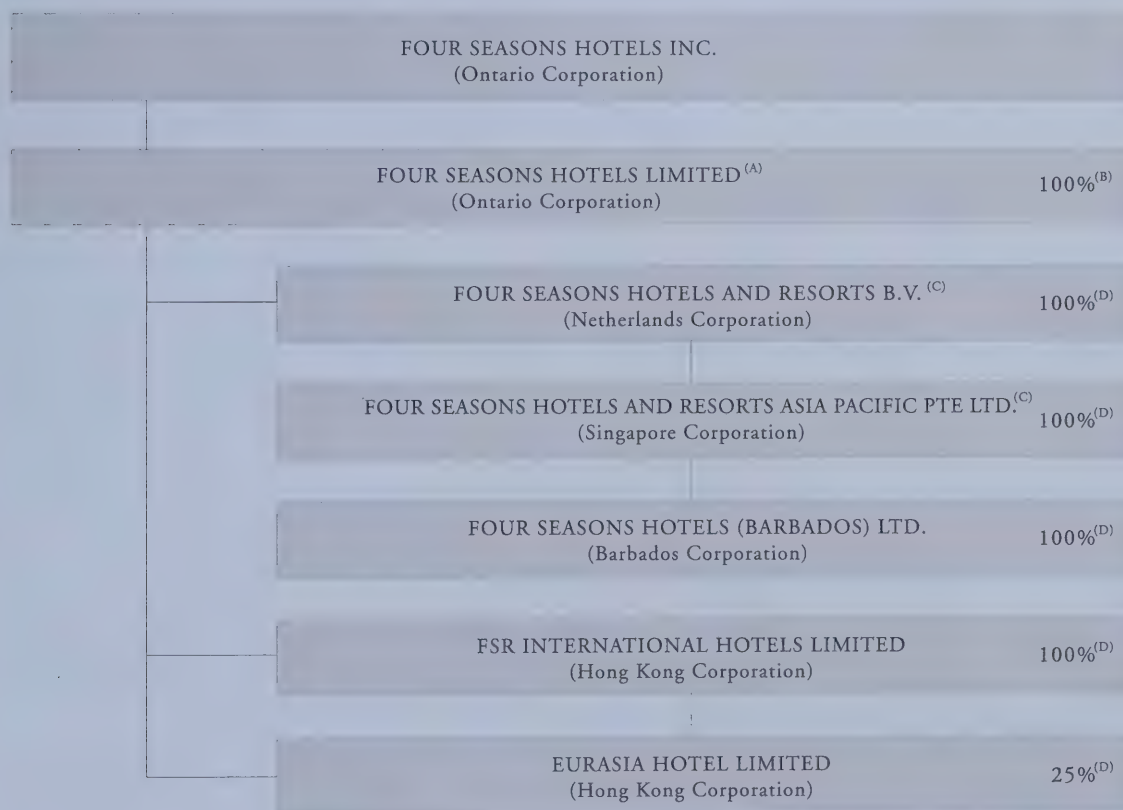 FOUR SEASONS HOTELS INC.
(Ontario Corporation)
FOUR SEASONS HOTELS LIMITED(A) 100%(B)
(Ontario Corporation)
FOUR SEASONS HOTELS AND RESORTS B.V.(C) 100%(D)
(Netherlands Corporation)
FOUR SEASONS HOTELS AND RESORTS ASIA PACIFIC PTE LTD.(C) 100%(D)
(Singapore Corporation)
FOUR SEASONS HOTELS (BARBADOS) LTD. 100%(D)
(Barbados Corporation)
FSR INTERNATIONAL HOTELS LIMITED 100%(D)
(Hong Kong Corporation)
EURASIA HOTEL LIMITED 25%(D)
(Hong Kong Corporation)